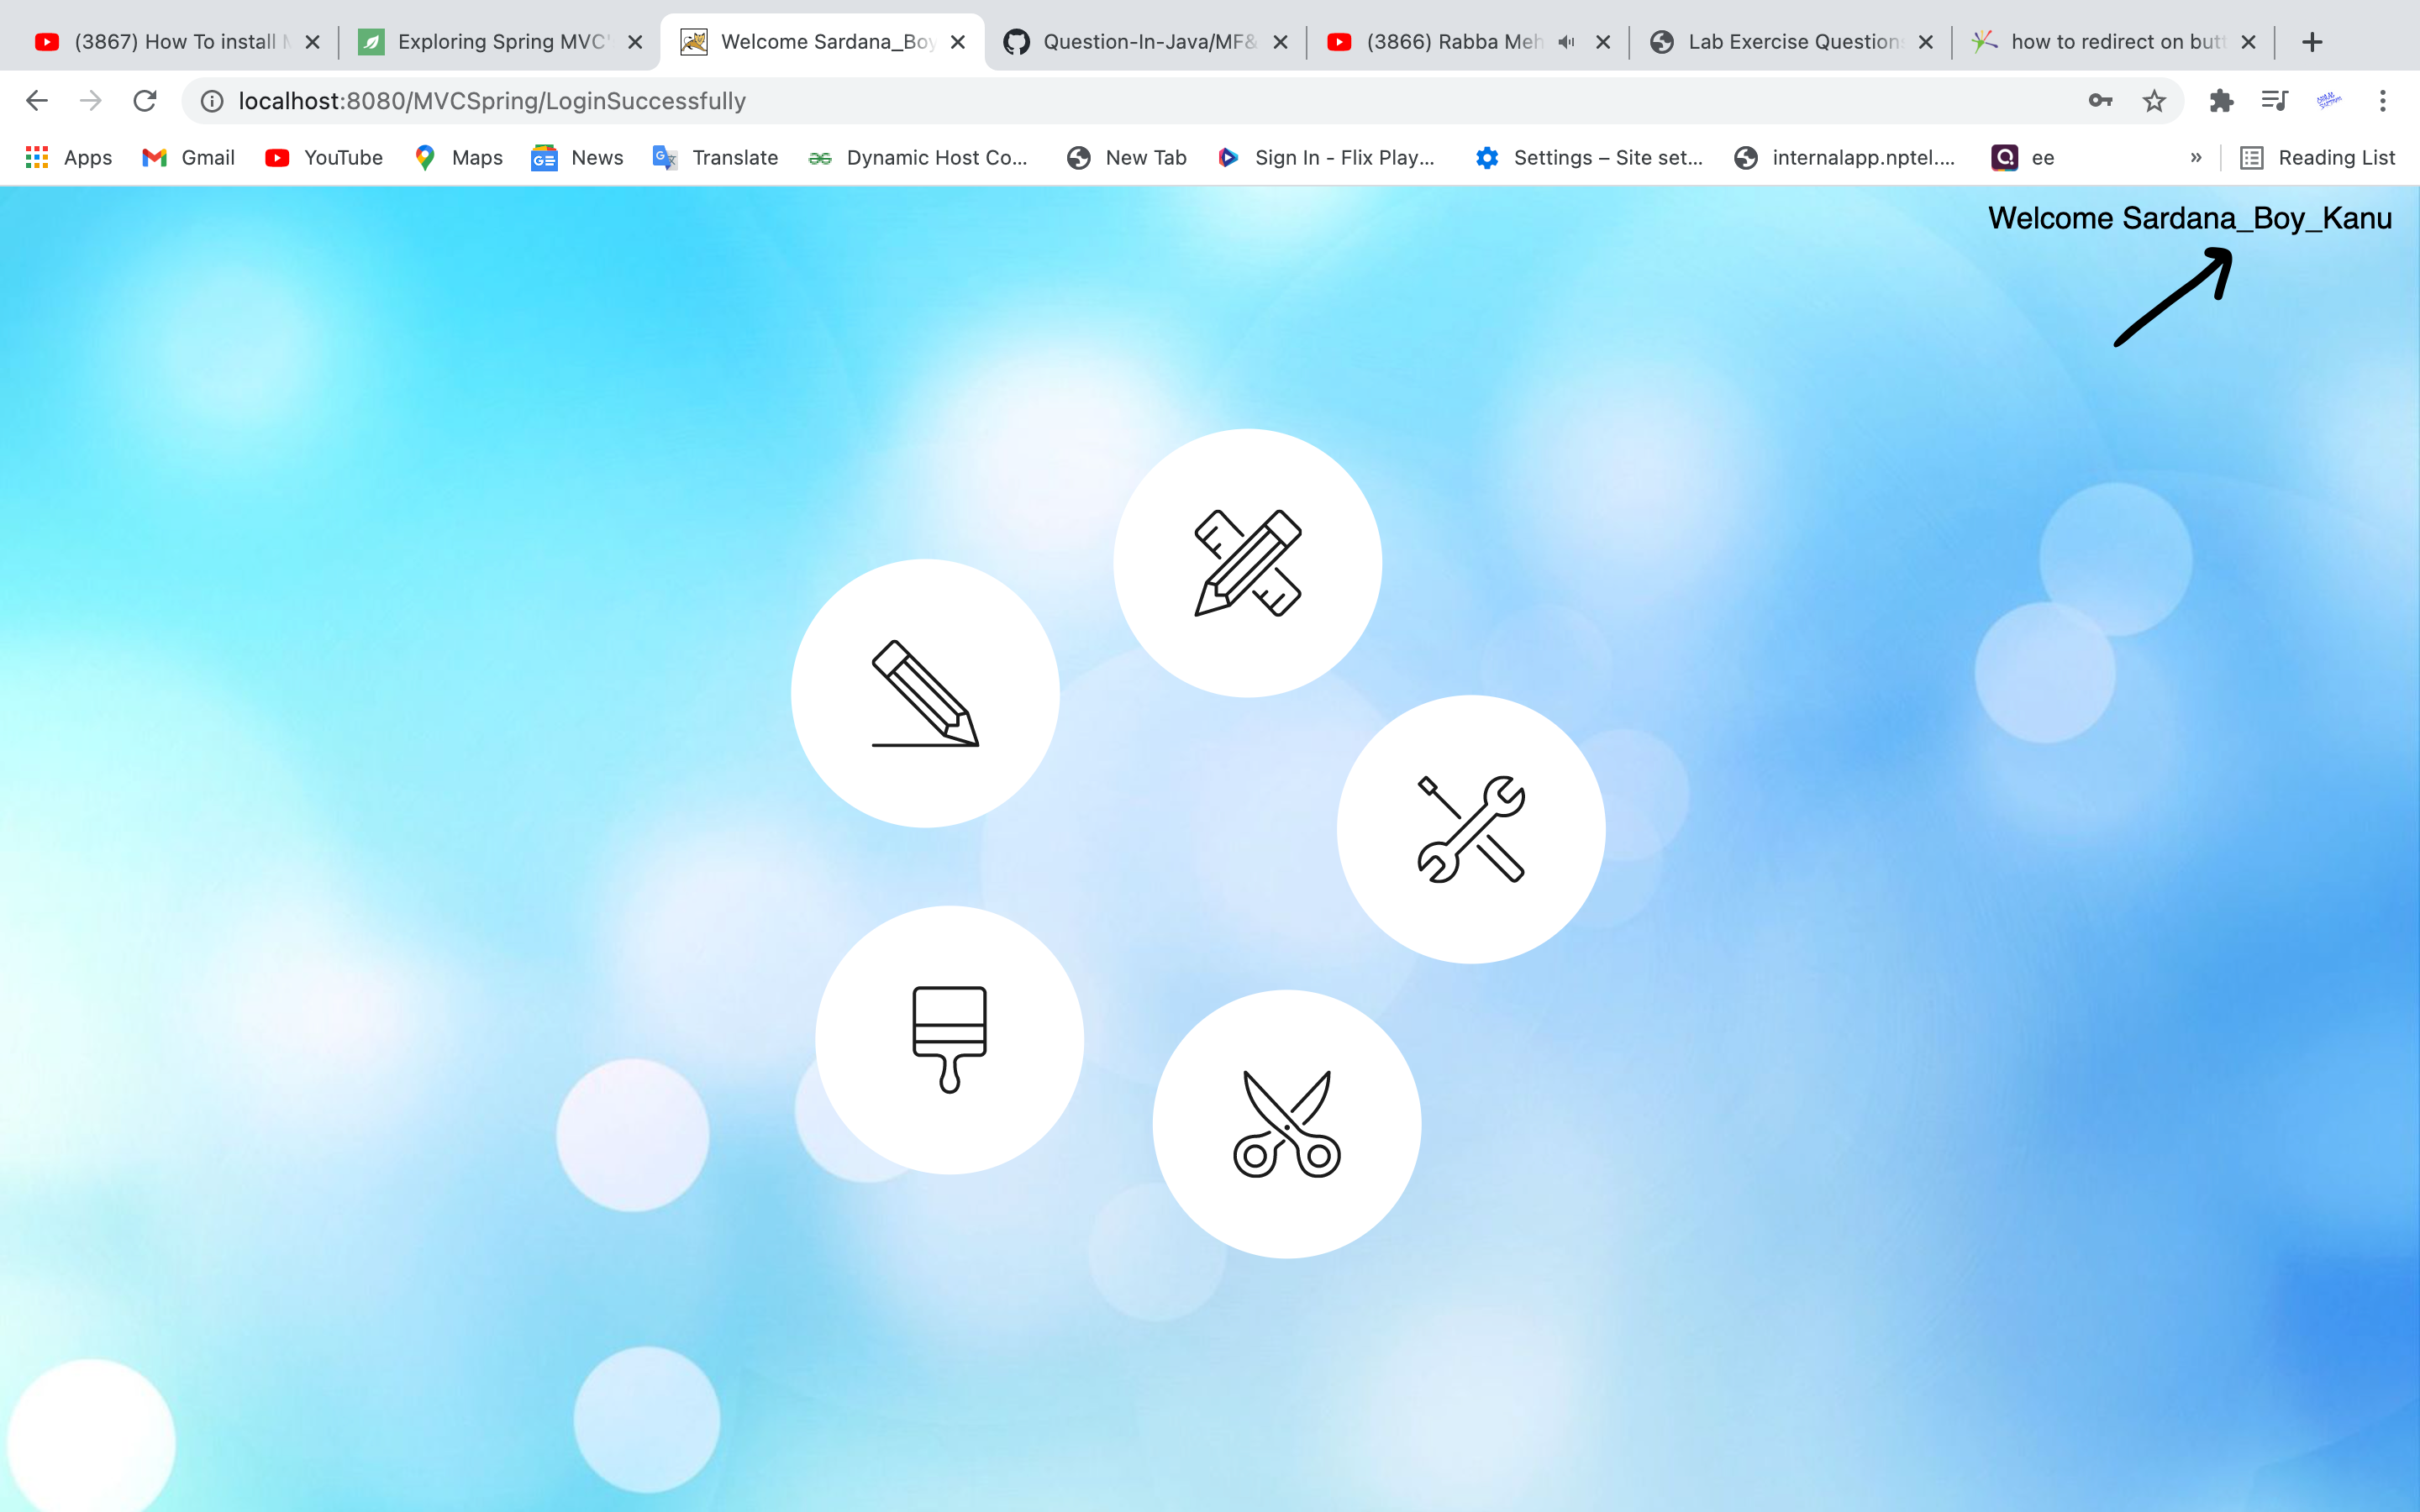 (3867) How To install
Exploring Spring MVC'
Welcome Sardana_Boy
Question-In-Java/MF&
(3866) Rabba Meh
Lab Exercise Question
how to redirect on but
localhost:8080/MVCSpring/LoginSuccessfully
Apps
Gmail
YouTube
Maps
News
Translate
Dynamic Host Co...
New Tab
Sign In - Flix Play...
Settings – Site set...
internalapp.nptel....
ee
»
Reading List
Welcome Sardana_Boy_Kanu